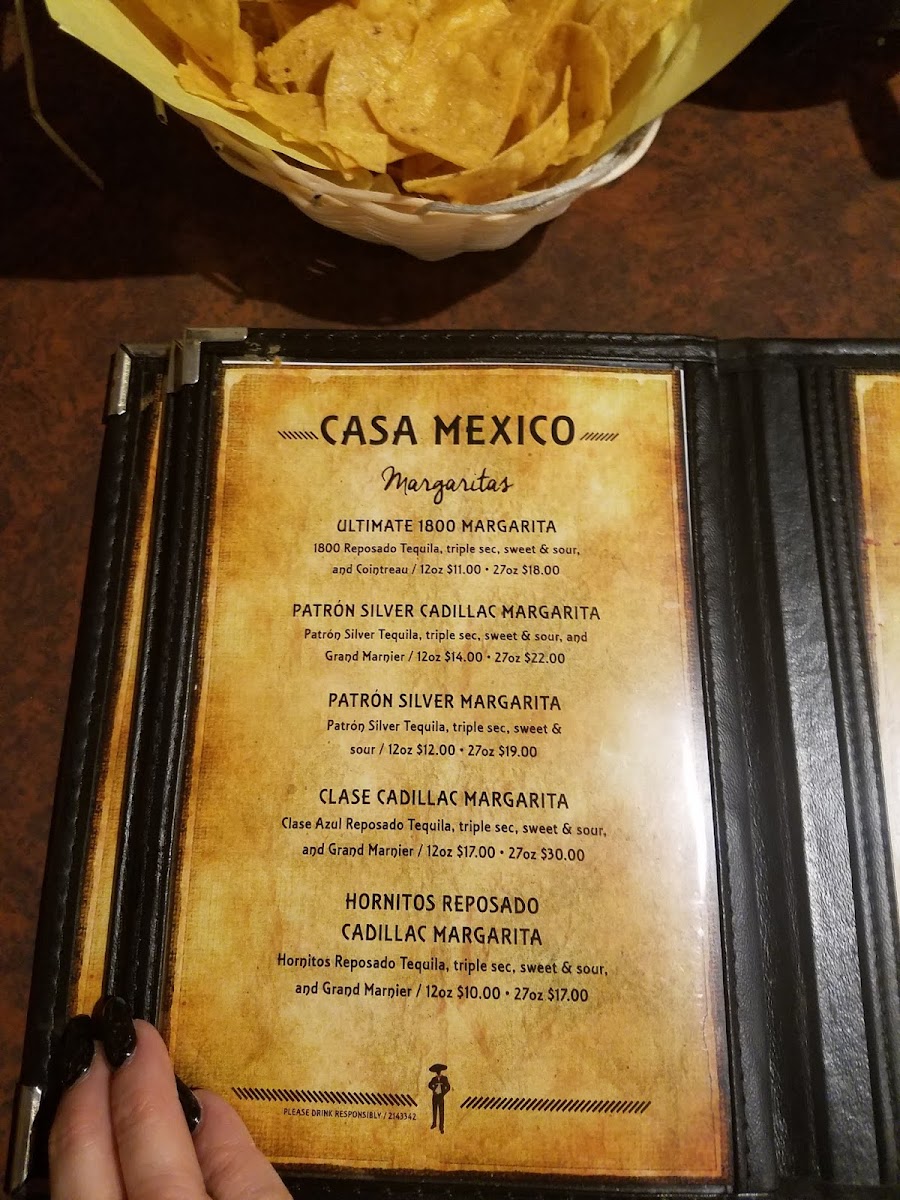 CASA MEXICO
Margaritas
ULTIMATE 1800 MARGARITA
1800 Reposado Tequila, triple sec, sweet & sour,
and Cointreau / 12oz $11.00 • 27oz $18.00
PATRÓN SILVER CADILLAC MARGARITA
Patrón Silver Tequila, triple sec, sweet & sour, and
Grand Marnier / 12oz $14.00 • 27oz $22.00
PATRÓN SILVER MARGARITA
Patrón Silver Tequila, triple sec, sweet &
sour / 12oz $12.00 • 27oz $19.00
CLASE CADILLAC MARGARITA
Clase Azul Reposado Tequila, triple sec, sweet & sour,
and Grand Marnier / 12oz $17.00 • 27oz $30.00
HORNITOS REPOSADO
CADILLAC MARGARITA
Hornitos Reposado Tequila, triple sec, sweet & sour,
and Grand Marnier / 12oz $10.00 • 27oz $17.00
PLEASE DRINK RESPONSIBLY / 2143342